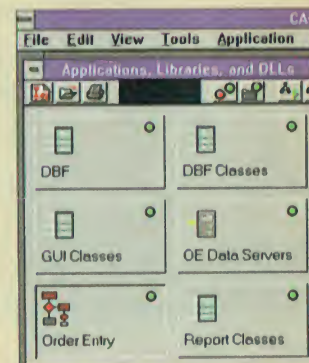 CA
File Edit View Tools Application
Applications, Libraries, and DLLs
DBF
DBF Classes
GUI Classes
OE Data Servers
Order Entry
Report Classes